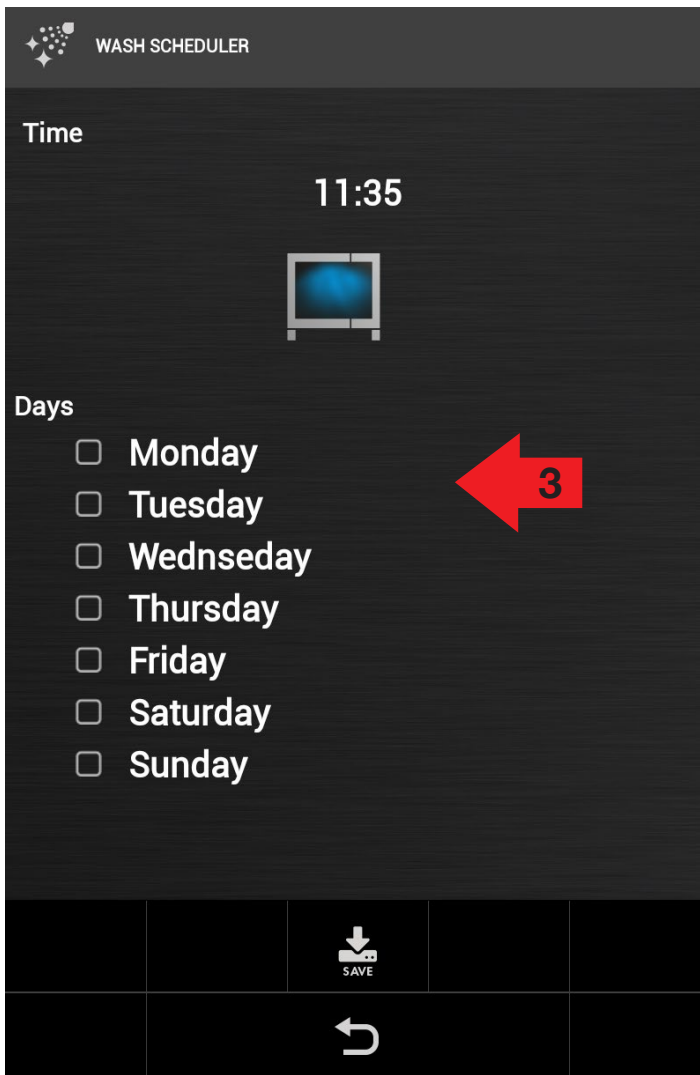 WASH SCHEDULER
Time
11:35
Days
Monday
3
Tuesday
Wednseday
Thursday
Friday
Saturday
Sunday
SAVE